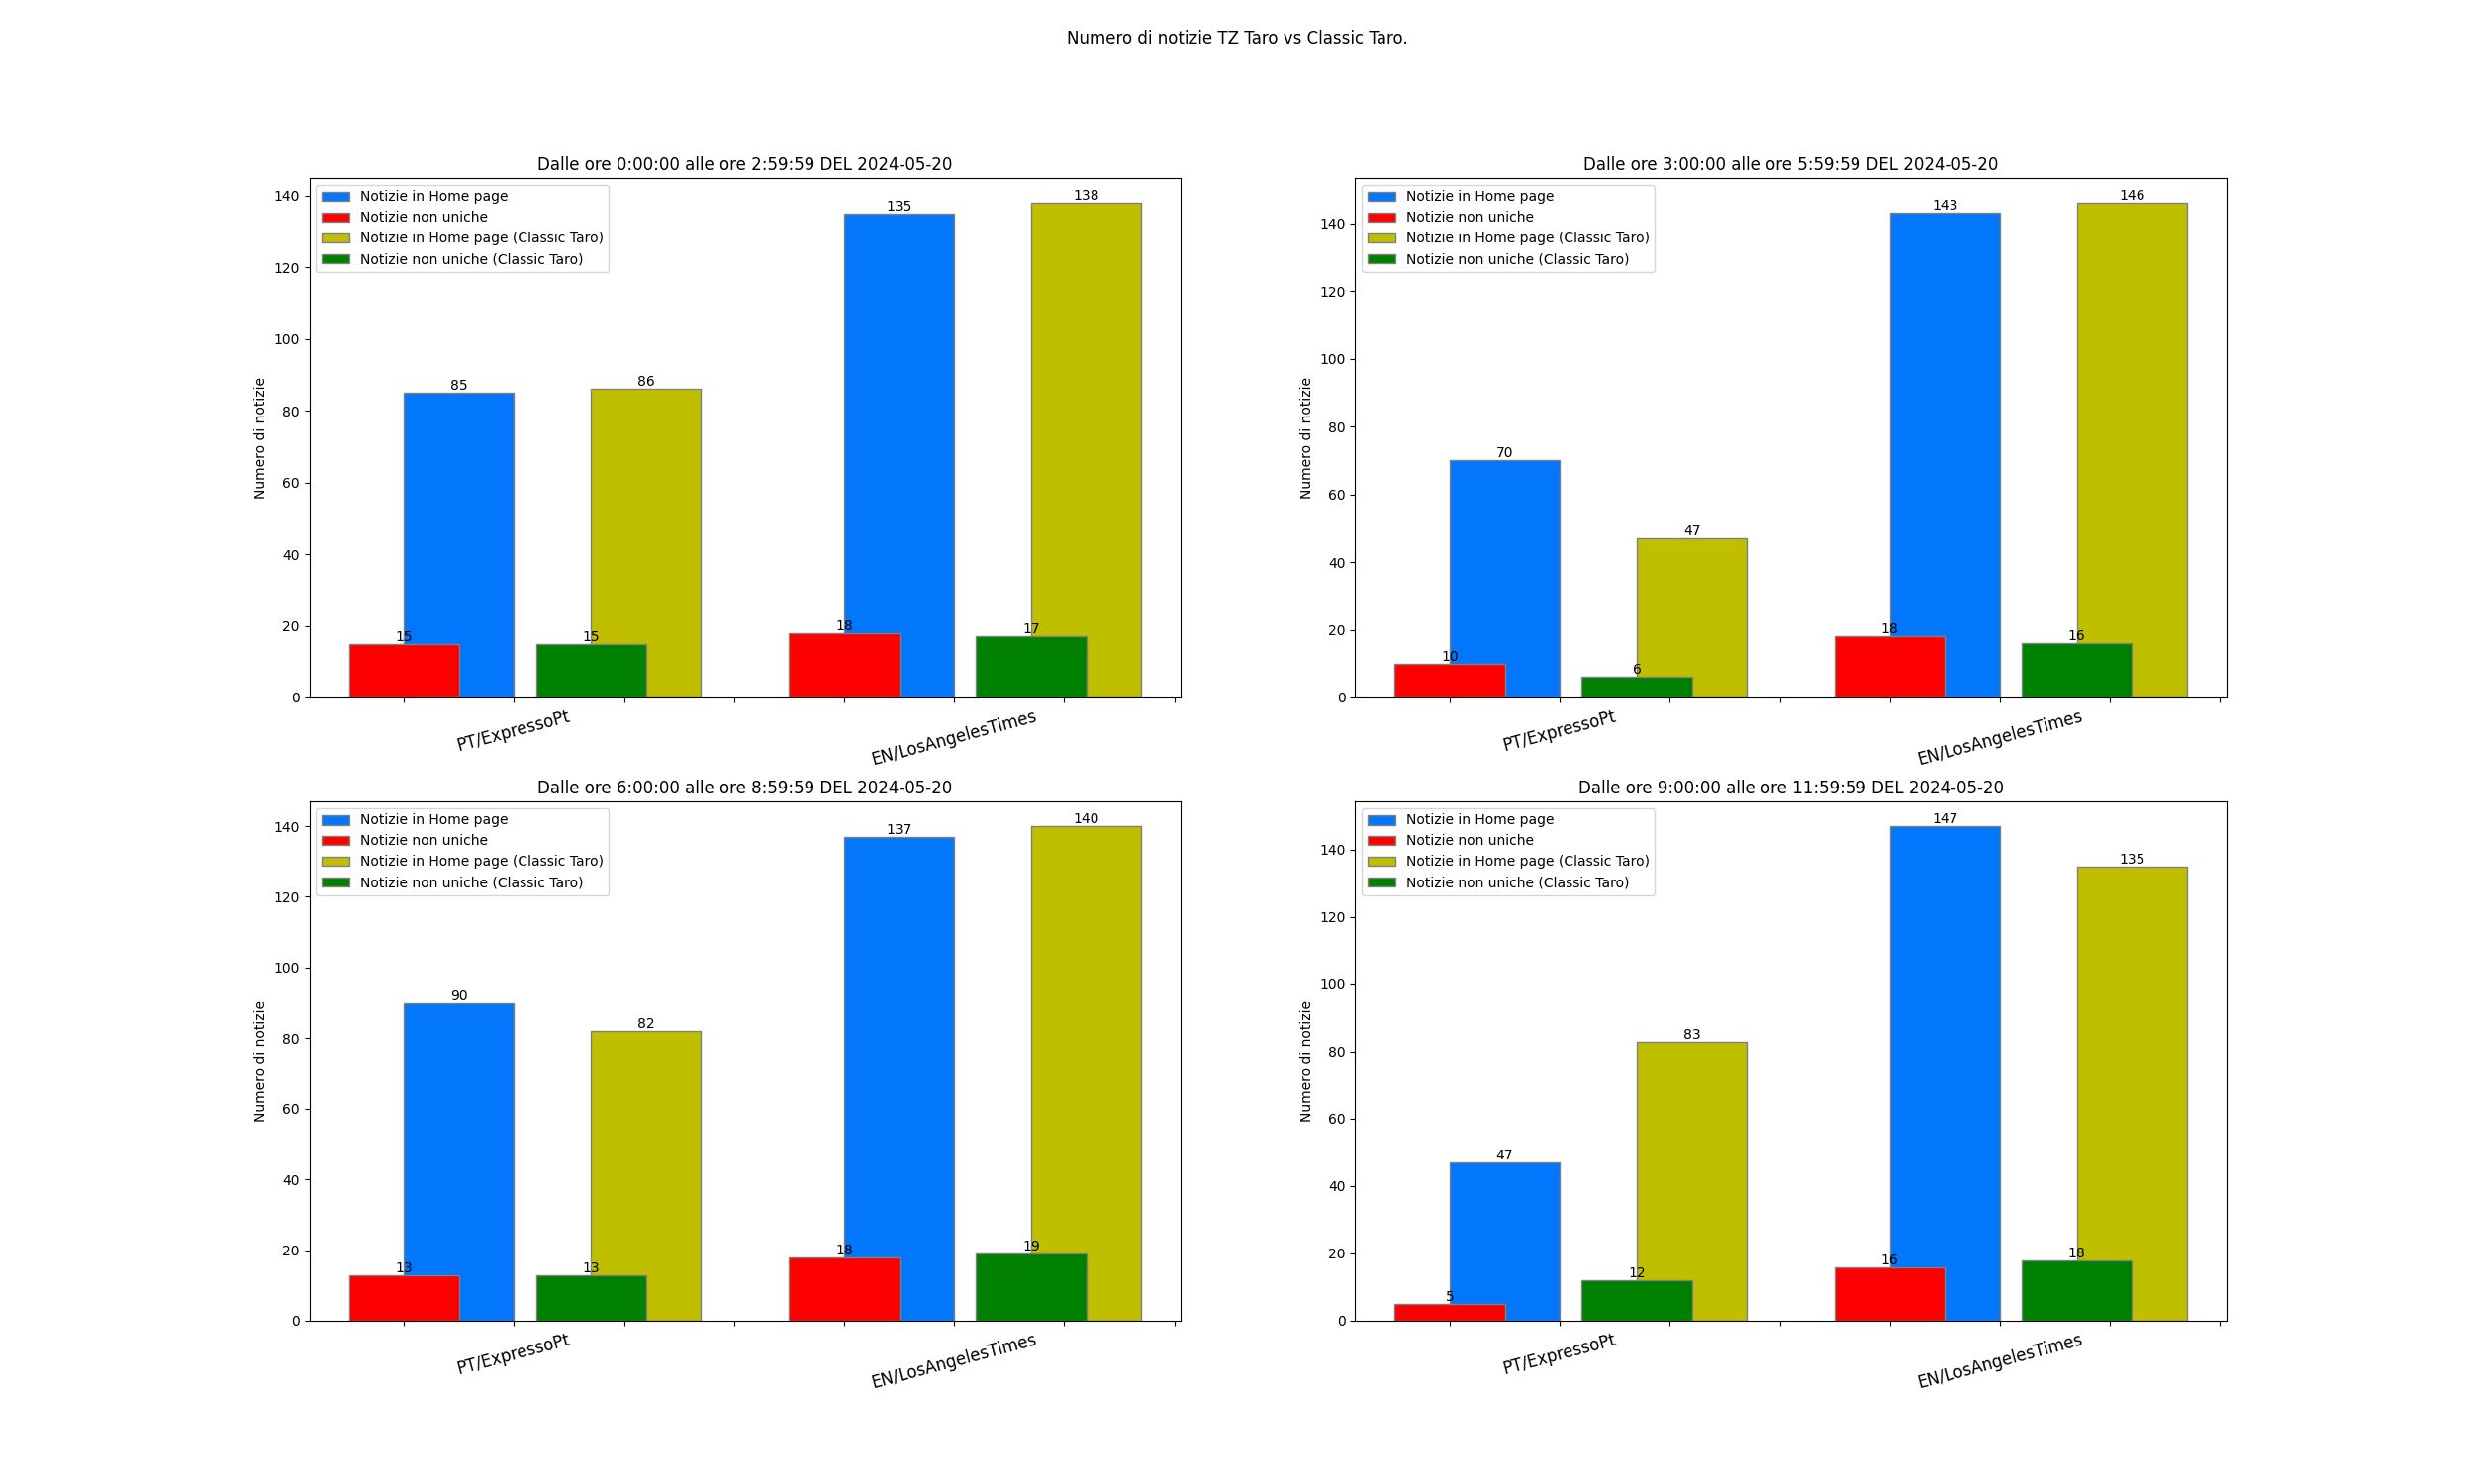 Numero di notizie TZ Taro vs Classic Taro.
Dalle ore 0:00:00 alle ore 2:59:59 DEL 2024-05-20
Notizie in Home page
Notizie non uniche
Notizie in Home page (Classic Taro)
Notizie non uniche (Classic Taro)
Numero di notizie
140
120
100
80
60
40
20
0
85
86
135
138
15
15
18
17
PT/ExpressoPt
EN/LosAngelesTimes
Dalle ore 3:00:00 alle ore 5:59:59 DEL 2024-05-20
Notizie in Home page
Notizie non uniche
Notizie in Home page (Classic Taro)
Notizie non uniche (Classic Taro)
Numero di notizie
140
120
100
80
60
40
20
0
70
47
143
146
10
6
18
16
PT/ExpressoPt
EN/LosAngelesTimes
Dalle ore 6:00:00 alle ore 8:59:59 DEL 2024-05-20
Notizie in Home page
Notizie non uniche
Notizie in Home page (Classic Taro)
Notizie non uniche (Classic Taro)
Numero di notizie
140
120
100
80
60
40
20
0
90
82
137
140
13
13
18
19
PT/ExpressoPt
EN/LosAngelesTimes
Dalle ore 9:00:00 alle ore 11:59:59 DEL 2024-05-20
Notizie in Home page
Notizie non uniche
Notizie in Home page (Classic Taro)
Notizie non uniche (Classic Taro)
Numero di notizie
140
120
100
80
60
40
20
0
47
83
147
135
5
12
16
18
PT/ExpressoPt
EN/LosAngelesTimes